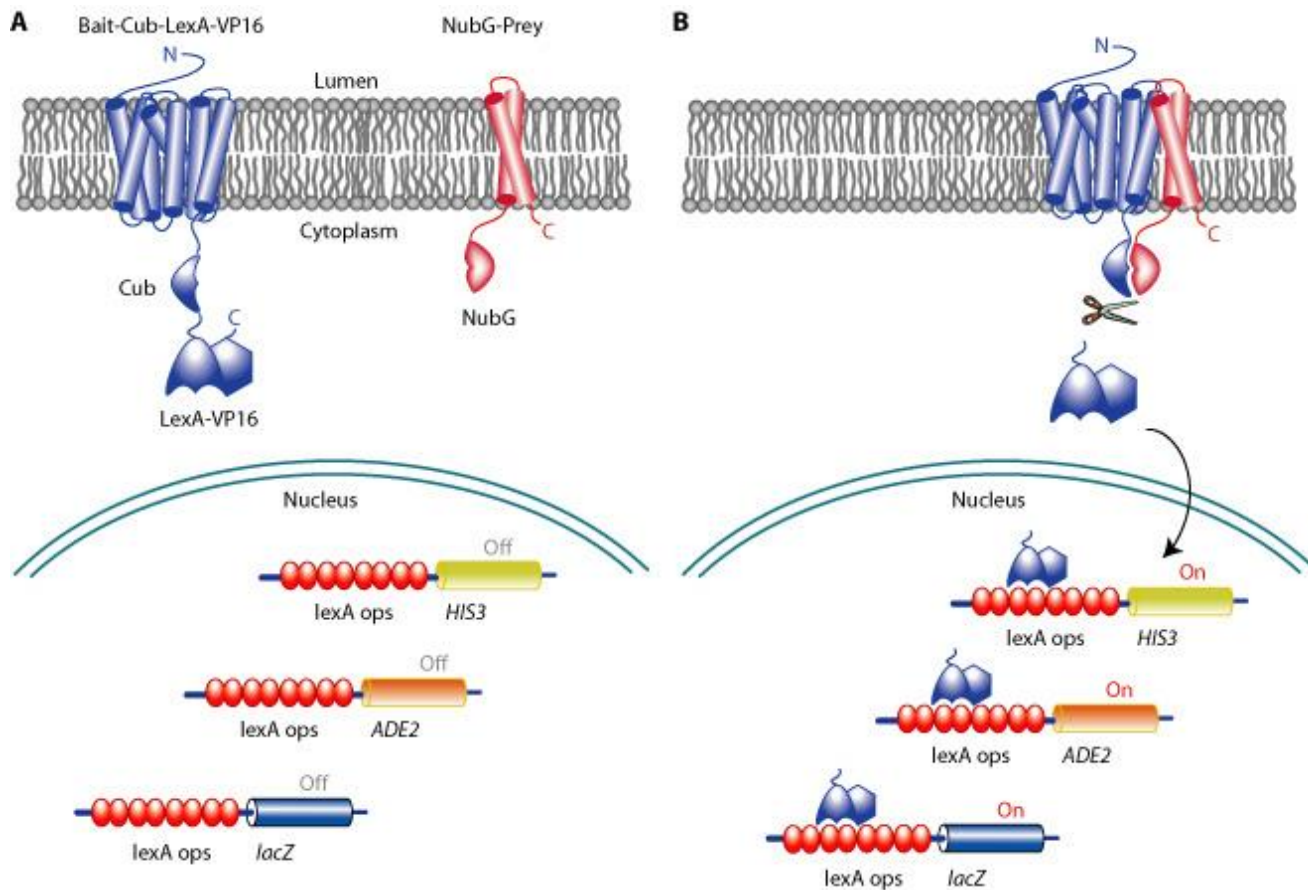 A
Bait-Cub-LexA-VP16
NubG-Prey
N
Lumen
Cytoplasm
C
Cub
NubG
C
LexA-VP16
Nucleus
Off
lexA ops
HIS3
Off
lexA ops
ADE2
Off
lexA ops
lacZ
B
N
C
Nucleus
On
lexA ops
HIS3
On
lexA ops
ADE2
On
lexA ops
lacZ